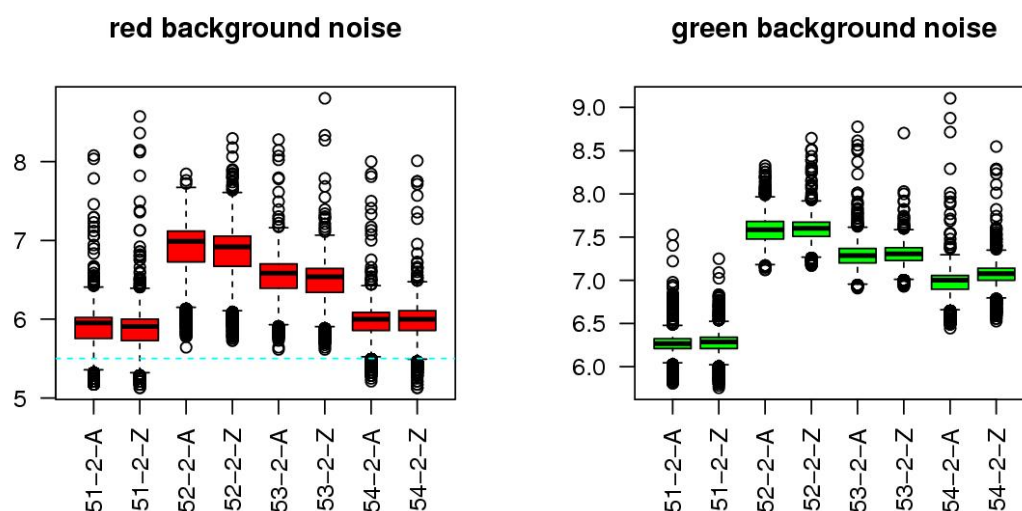 red background noise
green background noise
8
7
6
5
51-2-A
51-2-Z
52-2-A
52-2-Z
53-2-A
53-2-Z
54-2-A
54-2-Z
9.0
8.5
8.0
7.5
7.0
6.5
6.0
51-2-A
51-2-Z
52-2-A
52-2-Z
53-2-A
53-2-Z
54-2-A
54-2-Z